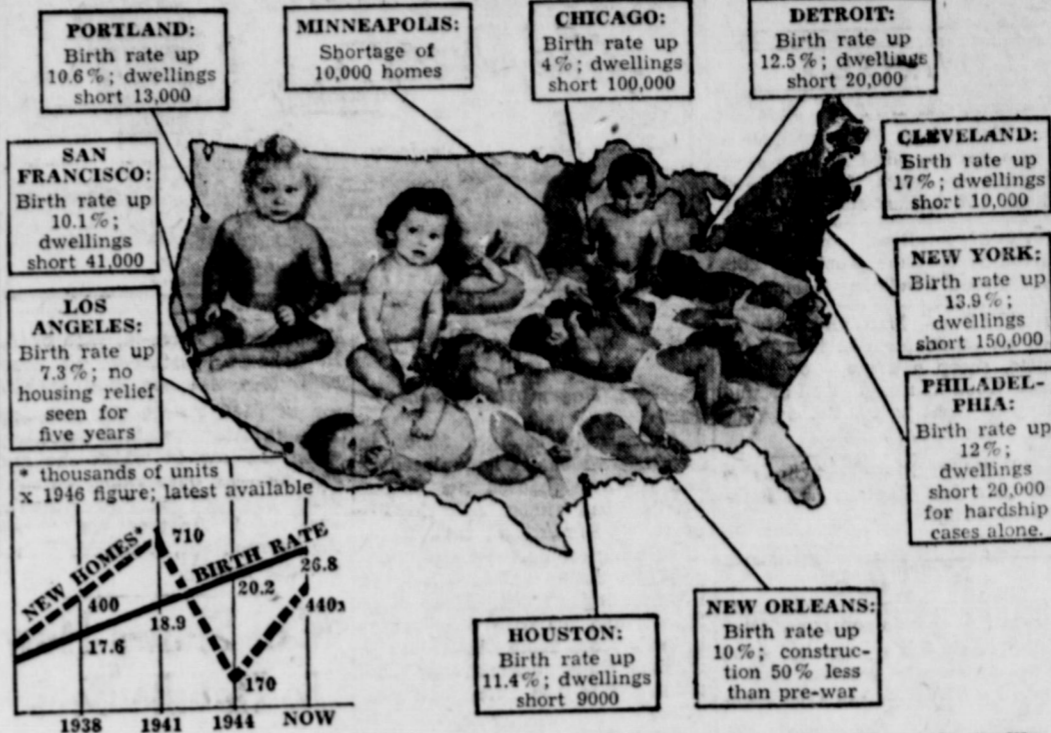 PORTLAND:
Birth rate up
10.6%; dwellings
short 13,000
MINNEAPOLIS:
Shortage of
10,000 homes
CHICAGO:
Birth rate up
4%; dwellings
short 100,000
DETROIT:
Birth rate up
12.5%; dwellings
short 20,000
SAN
FRANCISCO:
Birth rate up
10.1%;
dwellings
short 41,000
CLEVELAND:
Birth rate up
17%; dwellings
short 10,000
LOS
ANGELES:
Birth rate up
7.3%; no
housing relief
seen for
five years
NEW YORK:
Birth rate up
13.9%;
dwellings
short 150,000
PHILADEL-
PHIA:
Birth rate up
12%;
dwellings
short 20,000
for hardship
cases alone.
* thousands of units
x 1946 figure; latest available
NEW HOMES*
710
BIRTH RATE
400
17.6
18.9
20.2
26.8
440x
170
1938
1941
1944
NOW
HOUSTON:
Birth rate up
11.4%; dwellings
short 9000
NEW ORLEANS:
Birth rate up
10%; construc-
tion 50% less
than pre-war